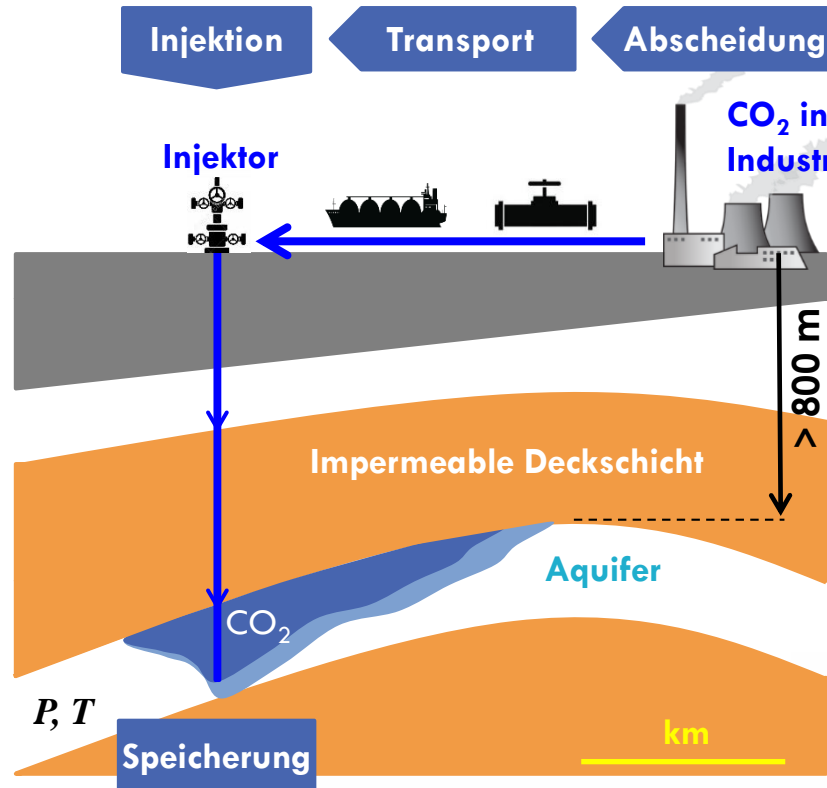 Injektion
Transport
Abscheidung
CO₂ in
Industr
Injektor
> 800 m
Impermeable Deckschicht
Aquifer
CO₂
P, T
km
Speicherung